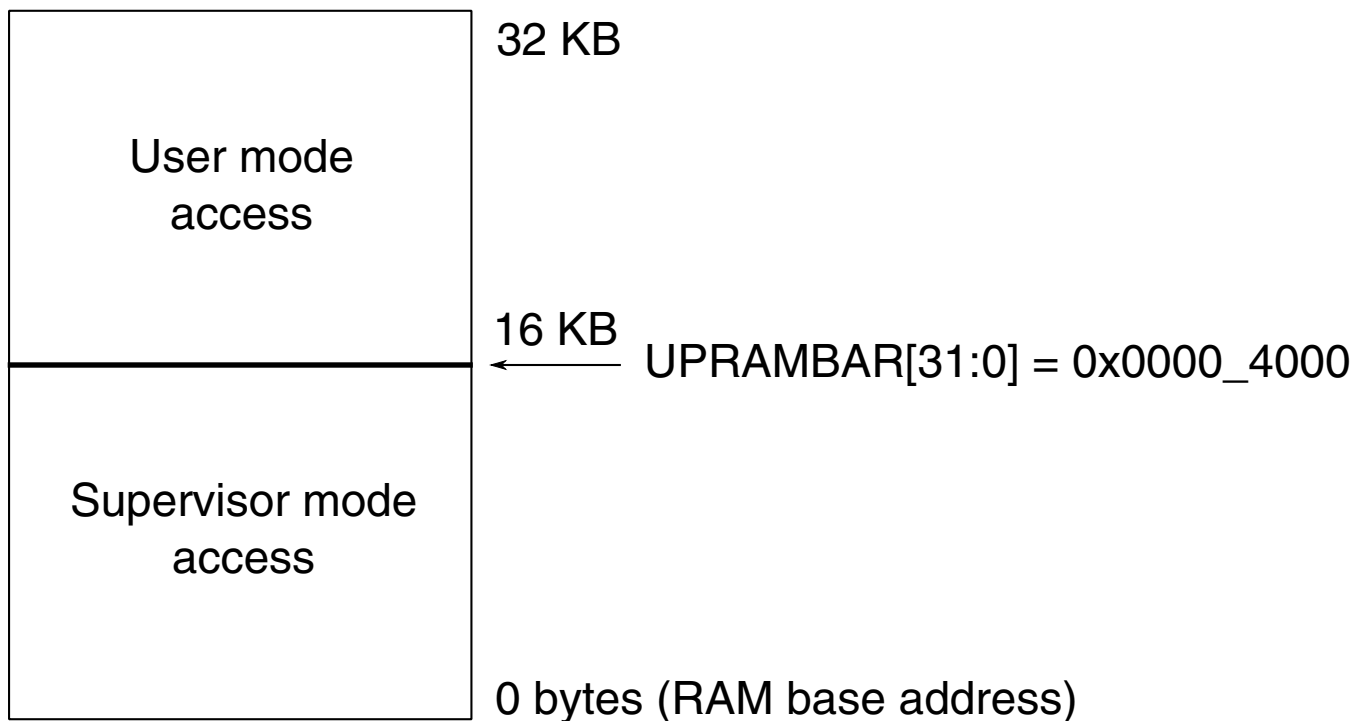 32 KB
User mode
access
16 KB
UPRAMBAR[31:0] = 0x0000_4000
Supervisor mode
access
0 bytes (RAM base address)